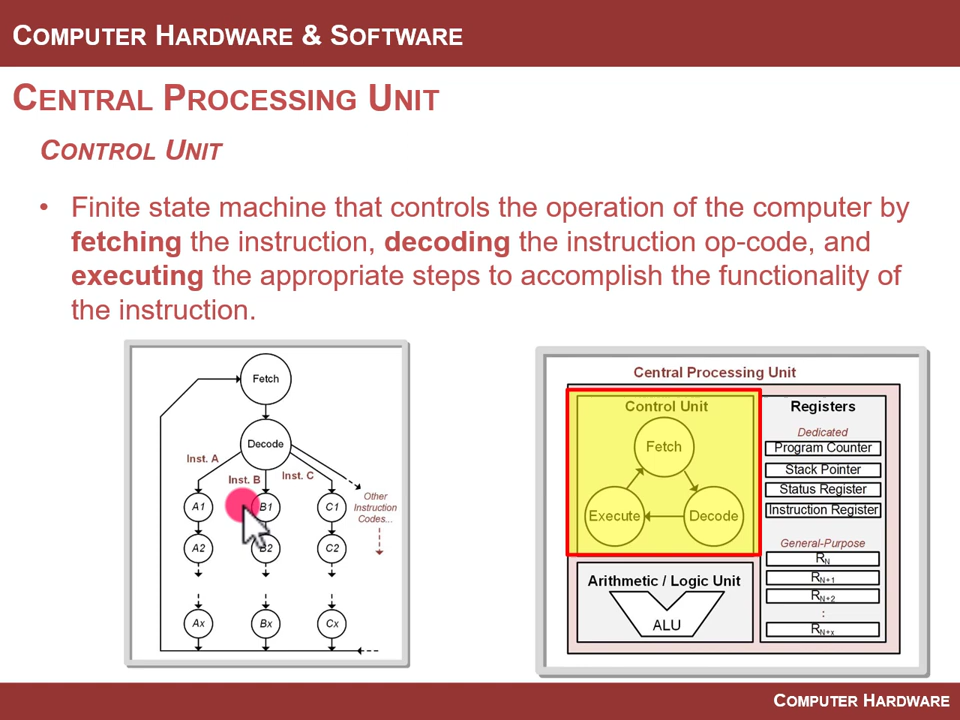 COMPUTER HARDWARE & SOFTWARE
CENTRAL PROCESSING UNIT
CONTROL UNIT
• Finite state machine that controls the operation of the computer by
fetching the instruction, decoding the instruction op-code, and
executing the appropriate steps to accomplish the functionality of
the instruction.
Fetch
Decode
Inst. A
Inst. B
Inst. C
Other
Instruction
Codes...
A1
B1
C1
A2
B2
C2
Ax
Bx
Cx
Central Processing Unit
Control Unit
Fetch
Execute
Decode
Arithmetic / Logic Unit
ALU
Registers
Dedicated
Program Counter
Stack Pointer
Status Register
Instruction Register
General-Purpose
RN
RN+1
RN+2
:
RN+x
COMPUTER HARDWARE